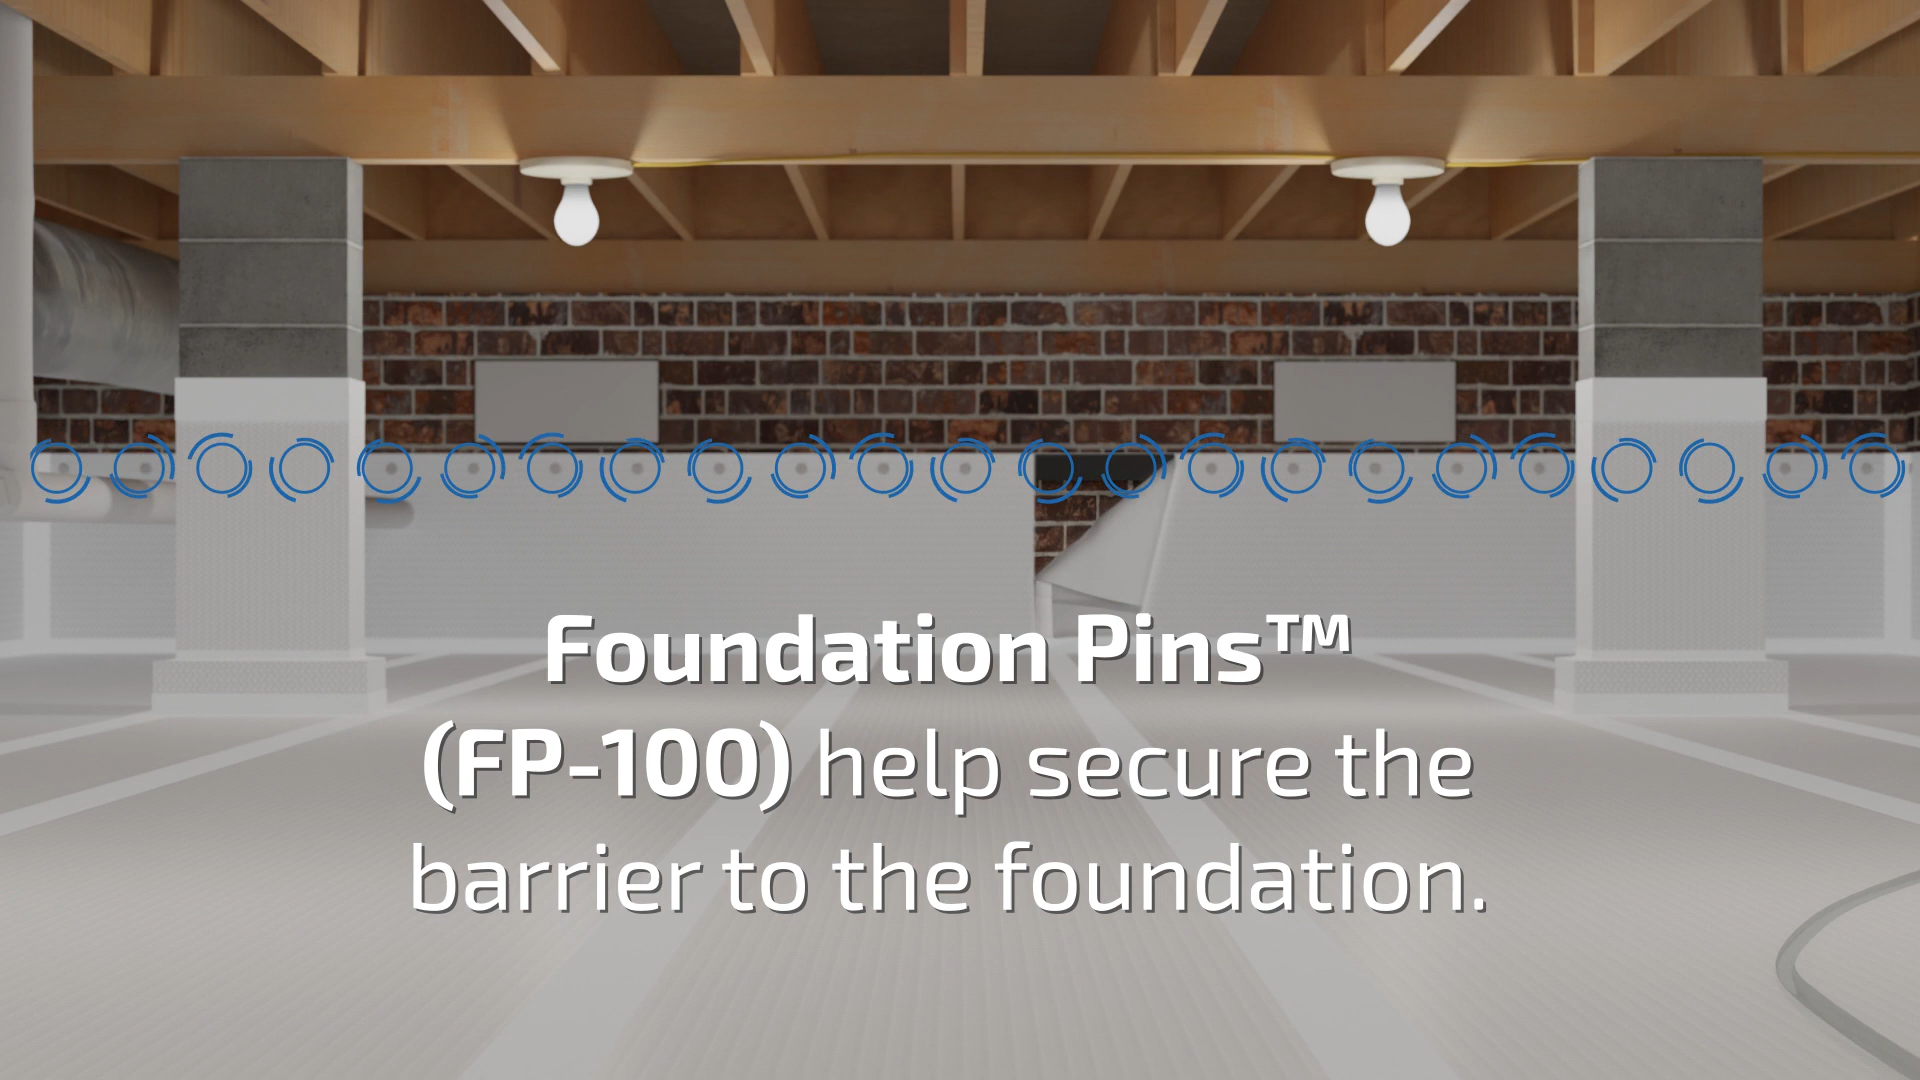 Foundation Pins™
(FP-100) help secure the
barrier to the foundation.